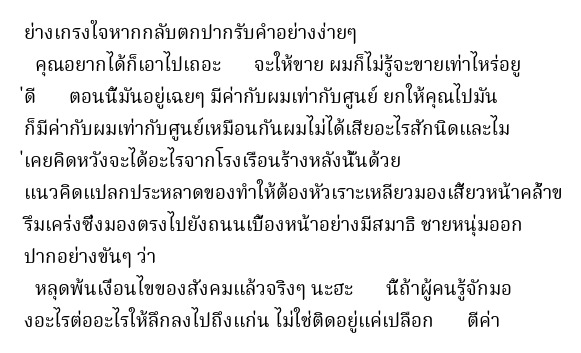 ย่างเกรงใจหากกลับตกปากรับคำอย่างง่ายๆ
คุณอยากได้ก็เอาไปเถอะ จะให้ขาย ผมก็ไม่รู้จะขายเท่าไหร่อยู
่ดี ตอนนี้มันอยู่เฉยๆ มีค่ากับผมเท่ากับศูนย์ ยกให้คุณไปมัน
ก็มีค่ากับผมเท่ากับศูนย์เหมือนกันผมไม่ได้เสียอะไรสักนิดและไม
่เคยคิดหวังจะได้อะไรจากโรงเรือนร้างหลังนั้นด้วย
แนวคิดแปลกประหลาดของทำให้ต้องหัวเราะเหลียวมองเสี้ยวหน้าคล้ำข
รึมเคร่งซึ่งมองตรงไปยังถนนเบื้องหน้าอย่างมีสมาธิ ชายหนุ่มออก
ปากอย่างขันๆ ว่า
หลุดพ้นเงื่อนไขของสังคมแล้วจริงๆ นะฮะ นี่ถ้าผู้คนรู้จักมอ
งอะไรต่ออะไรให้ลึกลงไปถึงแก่น ไม่ใช่ติดอยู่แค่เปลือก ตีค่า